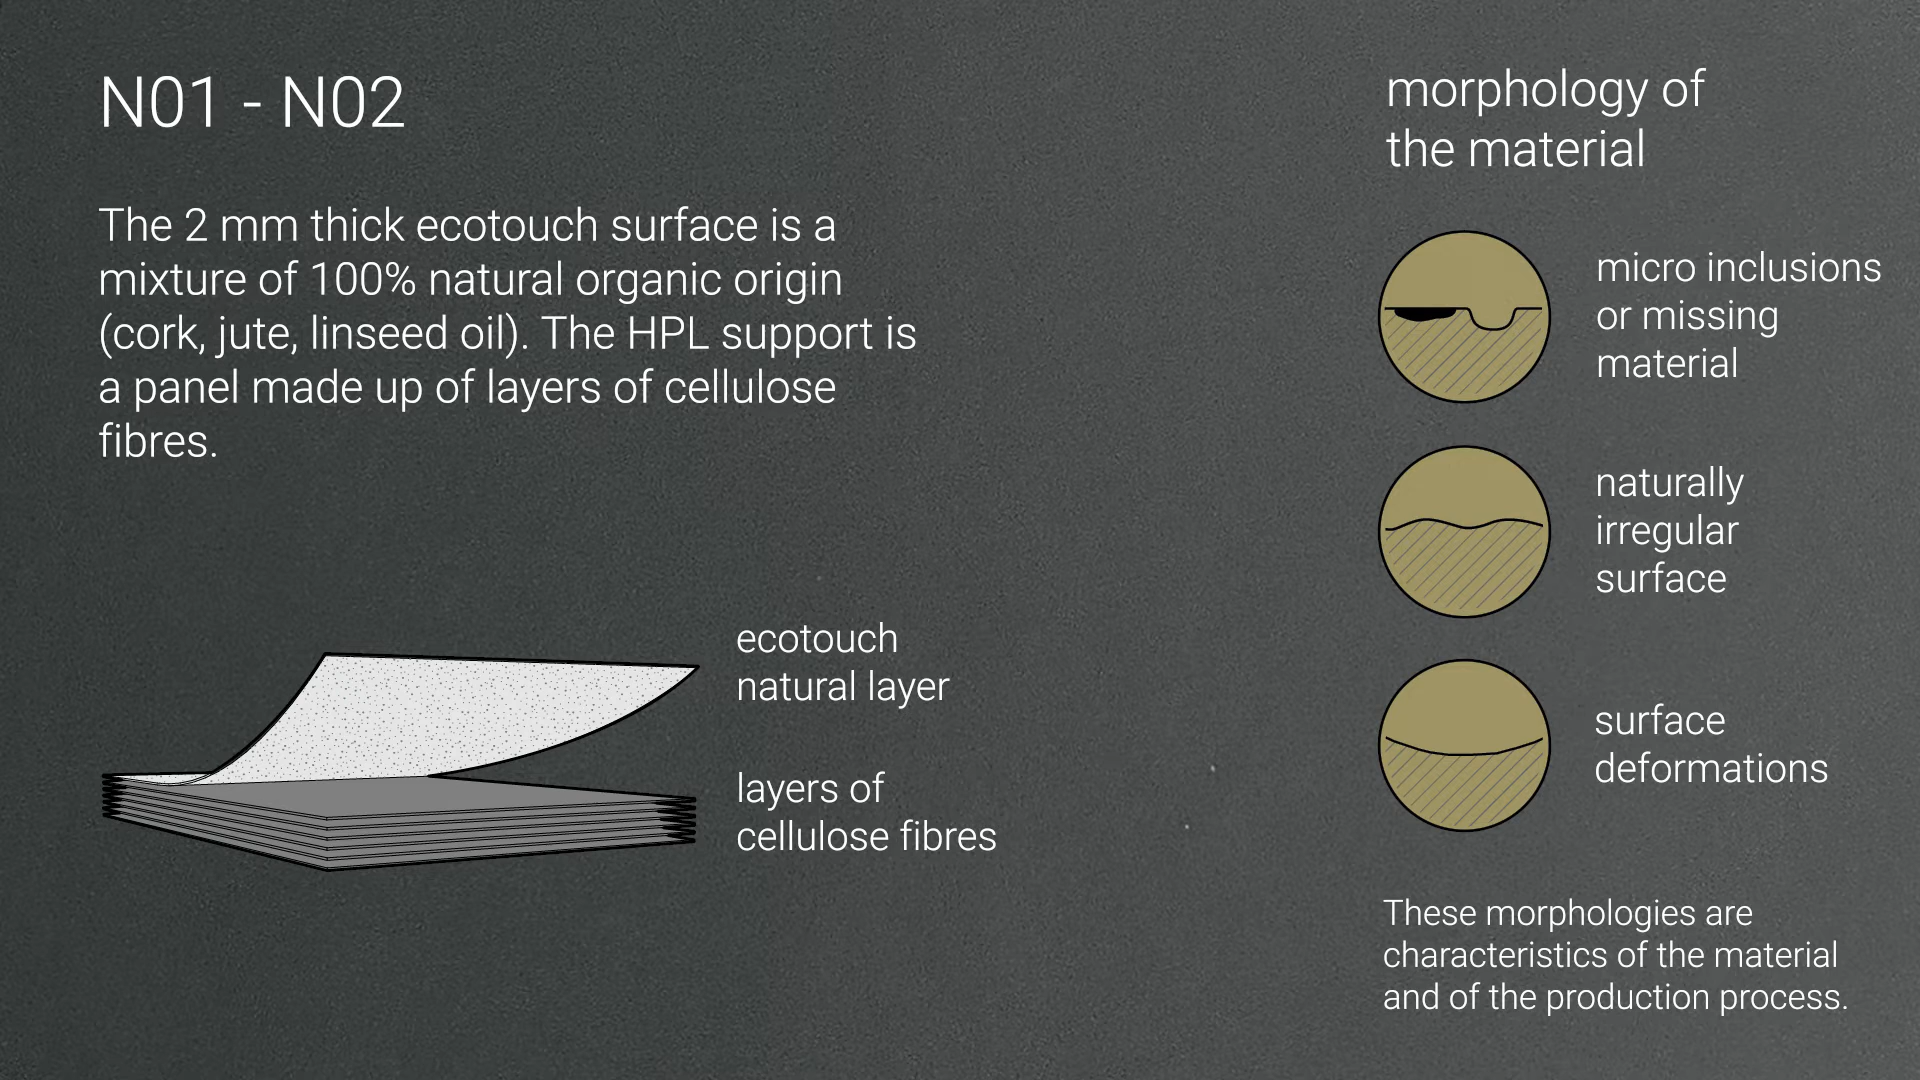 N01 - N02
The 2 mm thick ecotouch surface is a
mixture of 100% natural organic origin
(cork, jute, linseed oil). The HPL support is
a panel made up of layers of cellulose
fibres.
ecotouch
natural layer
layers of
cellulose fibres
morphology of
the material
micro inclusions
or missing
material
naturally
irregular
surface
surface
deformations
These morphologies are
characteristics of the material
and of the production process.